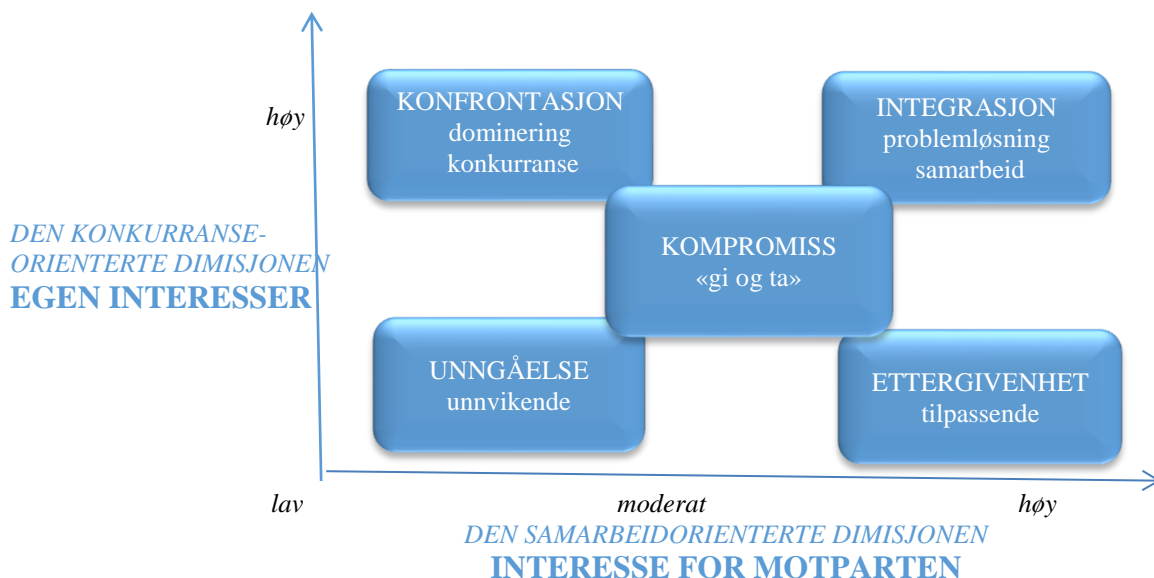 KONFRONTASJON
dominering
konkurranse
INTEGRASJON
problemløsning
samarbeid
høy
KOMPROMISS
«gi og ta»
DEN KONKURRANSE-
ORIENTERTE DIMISJONEN
EGEN INTERESSER
UNNGÅELSE
unnvikende
ETTERGIVENHET
tilpassende
lav
moderat
høy
DEN SAMARBEIDORIENTERTE DIMISJONEN
INTERESSE FOR MOTPARTEN